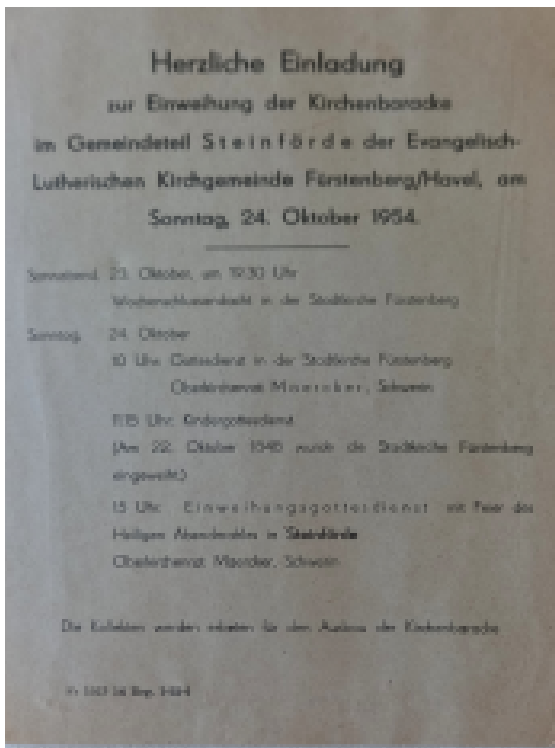 Herzliche Einladung
zur Einweihung der Kirchenbaracke
im Gemeindeteil Steinförde der Evangelisch-
Lutherischen Kirchgemeinde Fürstenberg/Havel, am
Sonntag, 24. Oktober 1954.
Sonnabend, 23. Oktober, um 19.30 Uhr
Wochenschlussandacht in der Stadtkirche Fürstenberg
Sonntag, 24. Oktober
10 Uhr: Gottesdienst in der Stadtkirche Fürstenberg
Oberkirchenrat Schwerin
11.15 Uhr: Kindergottesdienst
(Am 22. Oktober wurde die Stadtkirche Fürstenberg
eingeweiht.)
15 Uhr: Einweihungsgottesdienst mit Feier des
Heiligen Abendmahles in Steinförde
Oberkirchenrat Schwerin
Die Kollekten werden erbeten für den Ausbau der Kirchenbaracke